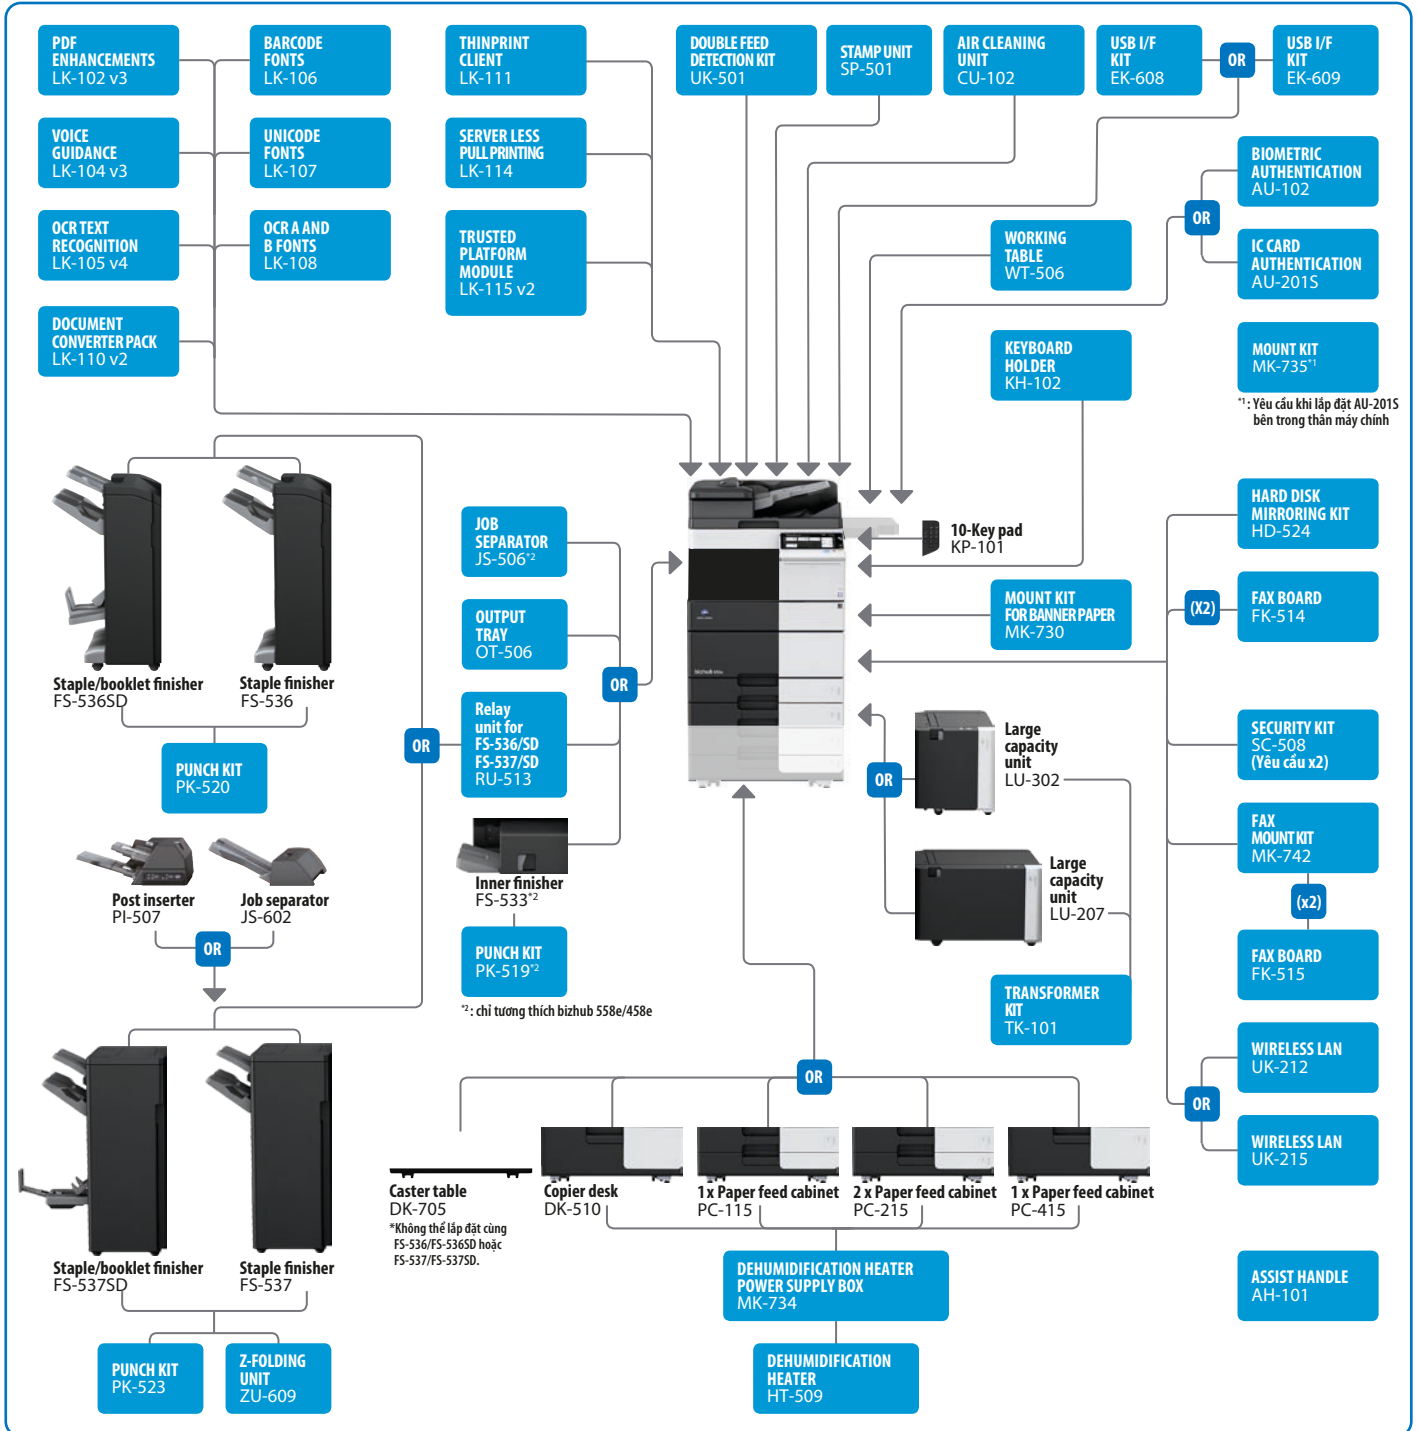 PDF
ENHANCEMENTS
LK-102 v3
BARCODE
FONTS
LK-106
THINPRINT
CLIENT
LK-111
DOUBLE FEED
DETECTION KIT
UK-501
STAMP UNIT
SP-501
AIR CLEANING
UNIT
CU-102
USB I/F
KIT
EK-608
OR
USB I/F
KIT
EK-609
VOICE
GUIDANCE
LK-104 v3
UNICODE
FONTS
LK-107
SERVER LESS
PULL PRINTING
LK-114
BIOMETRIC
AUTHENTICATION
AU-102
OR
IC CARD
AUTHENTICATION
AU-201S
OCR TEXT
RECOGNITION
LK-105 v4
OCR A AND
B FONTS
LK-108
TRUSTED
PLATFORM
MODULE
LK-115 v2
WORKING
TABLE
WT-506
DOCUMENT
CONVERTER PACK
LK-110 v2
KEYBOARD
HOLDER
KH-102
MOUNT KIT
MK-735*1
*1 : Yêu cầu khi lắp đặt AU-201S
bên trong thân máy chính
Staple/booklet finisher
FS-536SD
Staple finisher
FS-536
PUNCH KIT
PK-520
JOB
SEPARATOR
JS-506*2
OUTPUT
TRAY
OT-506
OR
OR
Relay
unit for
FS-536/SD
FS-537/SD
RU-513
Inner finisher
FS-533*2
PUNCH KIT
PK-519*2
*2 : chỉ tương thích bizhub 558e/458e
10-Key pad
KP-101
MOUNT KIT
FOR BANNER PAPER
MK-730
HARD DISK
MIRRORING KIT
HD-524
(X2)
FAX BOARD
FK-514
SECURITY KIT
SC-508
(Yêu cầu x2)
FAX
MOUNT KIT
MK-742
(x2)
FAX BOARD
FK-515
OR
Large
capacity
unit
LU-302
Large
capacity
unit
LU-207
TRANSFORMER
KIT
TK-101
WIRELESS LAN
UK-212
OR
WIRELESS LAN
UK-215
Post inserter
PI-507
Job separator
JS-602
OR
Staple/booklet finisher
FS-537SD
Staple finisher
FS-537
PUNCH KIT
PK-523
Z-FOLDING
UNIT
ZU-609
OR
Caster table
DK-705
*Không thể lắp đặt cùng
FS-536/FS-536SD hoặc
FS-537/FS-537SD.
Copier desk
DK-510
1 x Paper feed cabinet
PC-115
2 x Paper feed cabinet
PC-215
1 x Paper feed cabinet
PC-415
DEHUMIDIFICATION HEATER
POWER SUPPLY BOX
MK-734
DEHUMIDIFICATION
HEATER
HT-509
ASSIST HANDLE
AH-101